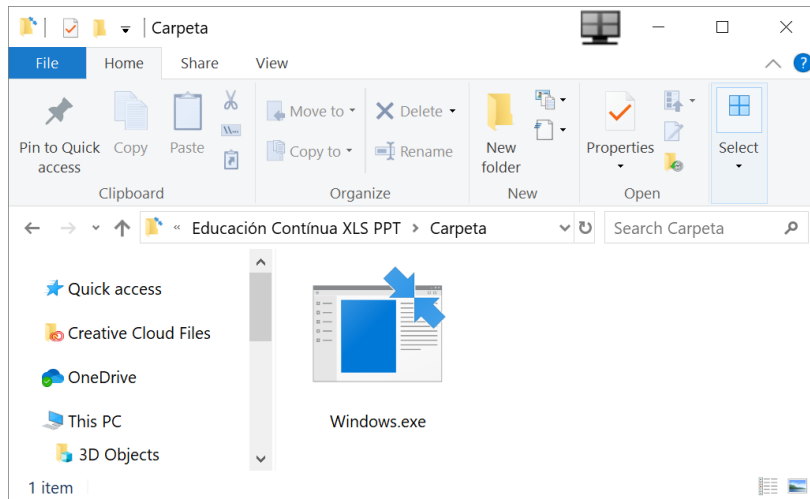 Carpeta
File Home Share View
?
Pin to Quick access
Copy
Paste
Clipboard
Move to
Copy to
Delete
Rename
Organize
New folder
New
Properties
Open
Select
« Educación Contínua XLS PPT > Carpeta
Search Carpeta
Quick access
Creative Cloud Files
OneDrive
This PC
3D Objects
Windows.exe
1 item